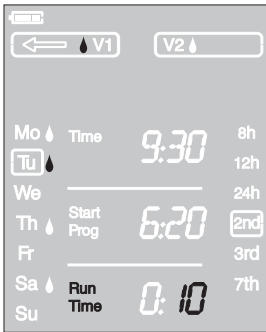 V1 V2
Mo Time 9:30 8h
Tu 12h
We 24h
Th Start Prog 6:20 2nd
Fr 3rd
Sa Run Time 0:10 7th
Su